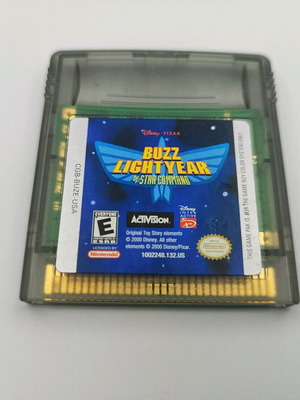 Disney PIXAR
BUZZ
LIGHTYEAR
OF STAR COMMAND
CGB-BUZE-USA
THIS GAME PAK IS FOR THE GAME BOY COLOR SYSTEM ONLY
EVERYONE
E
ESRB
ACTIVISION.
Disney
INTERACTIVE
LICENSED BY
Nintendo
Original Toy Story elements
© 2000 Disney. All other
elements © 2000 Disney/Pixar.
1002248.132.US